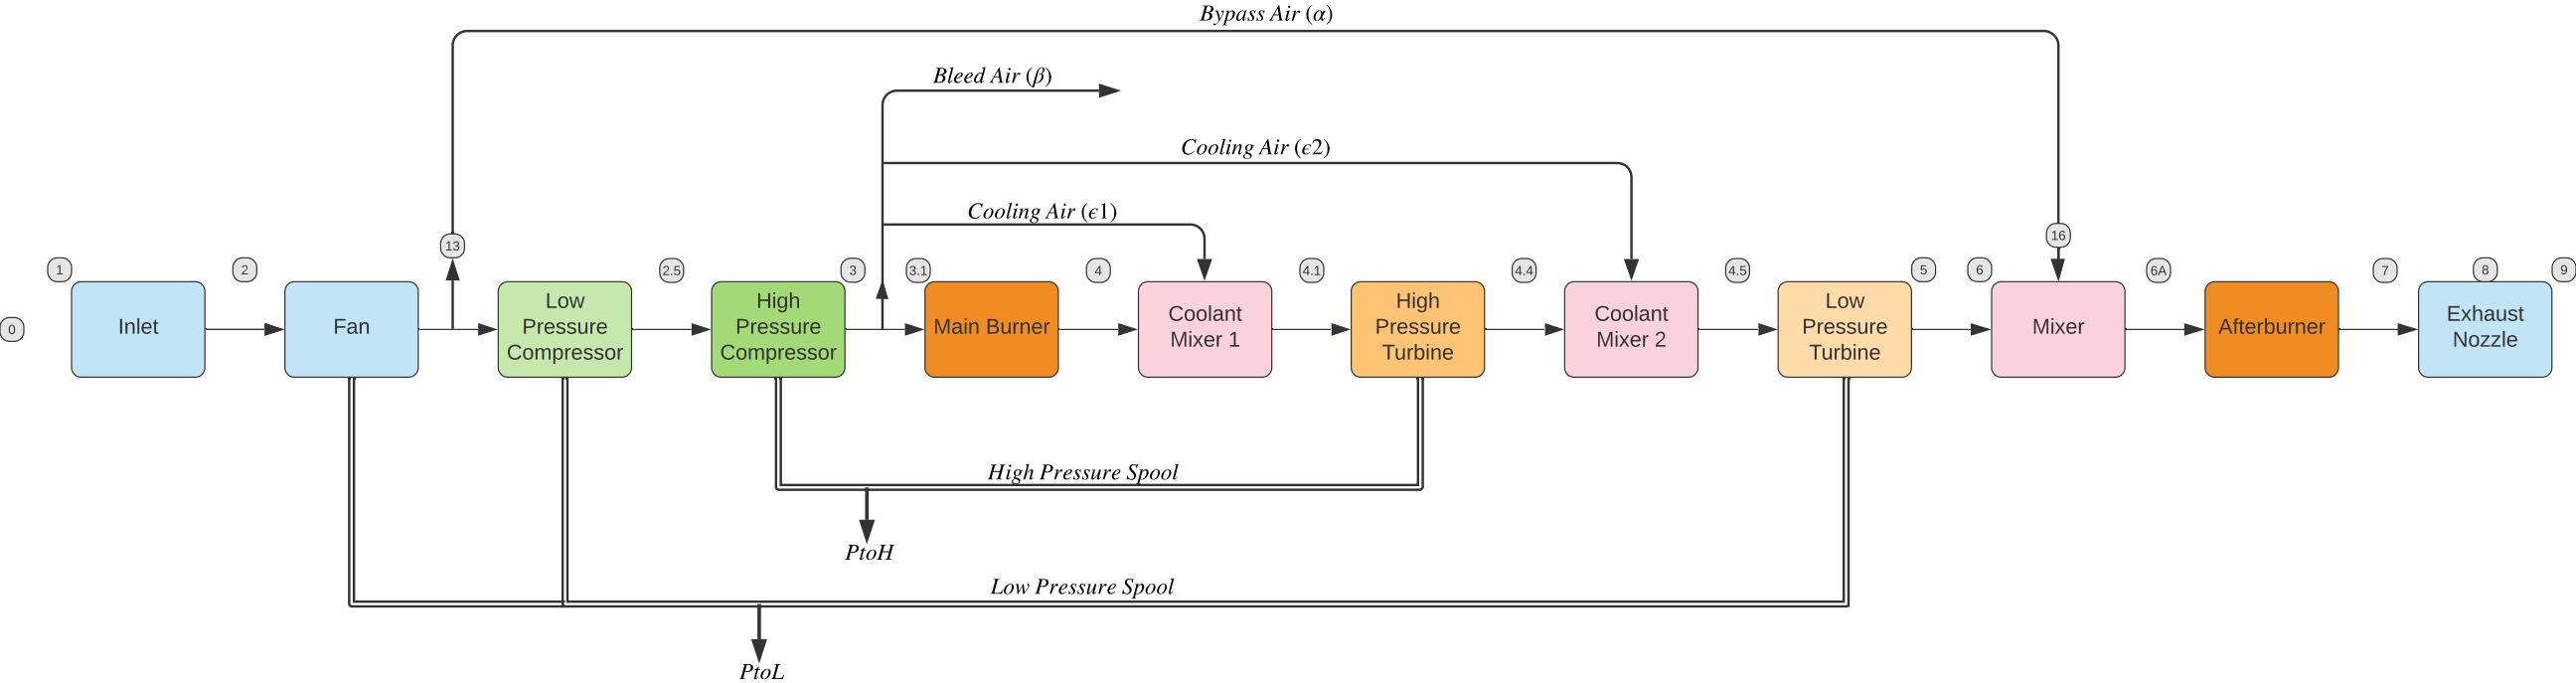 Bypass Air (α)
Bleed Air (β)
Cooling Air (ϵ2)
Cooling Air (ϵ1)
13
16
1
2
2.5
3
3.1
4
4.1
4.4
4.5
5
6
6A
7
8
9
0
Inlet
Fan
Low
Pressure
Compressor
High
Pressure
Compressor
Main Burner
Coolant
Mixer 1
High
Pressure
Turbine
Coolant
Mixer 2
Low
Pressure
Turbine
Mixer
Afterburner
Exhaust
Nozzle
High Pressure Spool
PtoH
Low Pressure Spool
PtoL